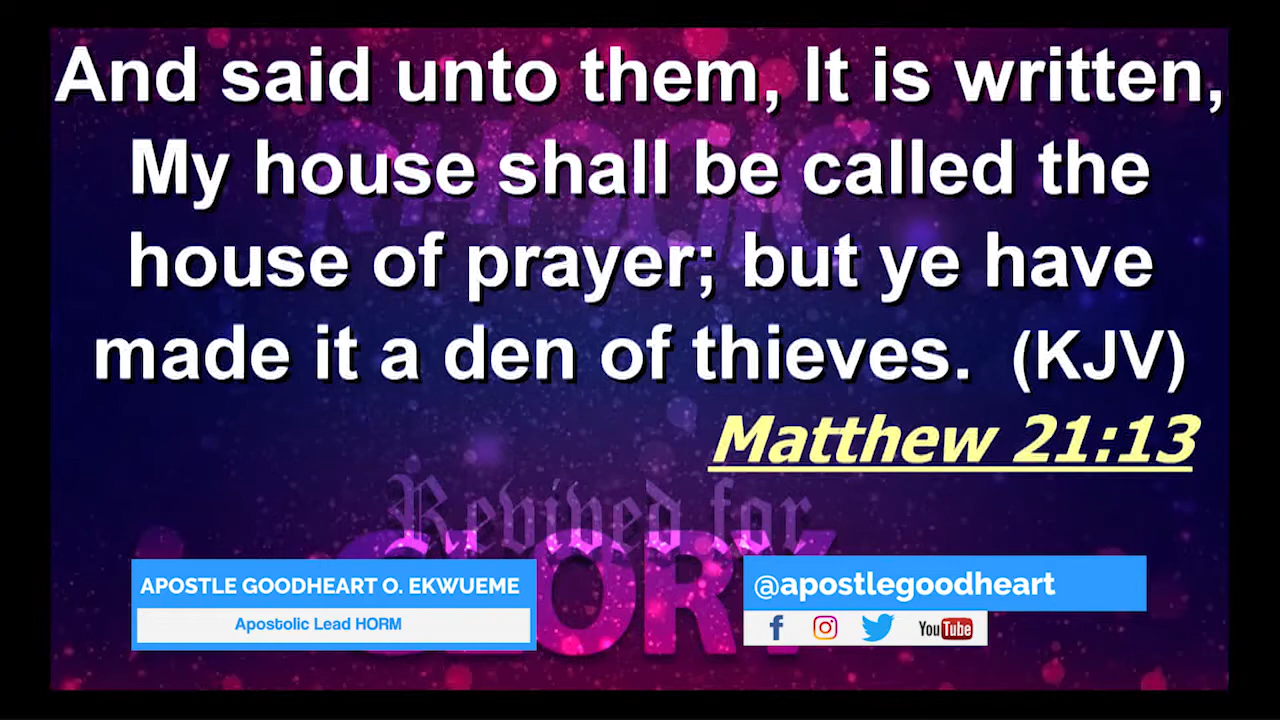 And said unto them, It is written,
My house shall be called the
house of prayer; but ye have
made it a den of thieves. (KJV)
Matthew 21:13
Revived for
GLORY
APOSTLE GOODHEART O. EKWUEME
Apostolic Lead HORM
@apostlegoodheart
YouTube